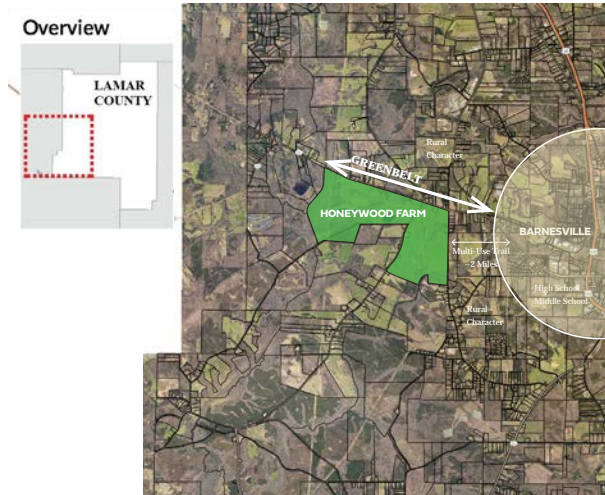 Overview
LAMAR
COUNTY
Rural
Character
GREENBELT
HONEYWOOD FARM
BARNESVILLE
Multi-Use Trail
~2 Miles
High School
Middle School
Rural
Character